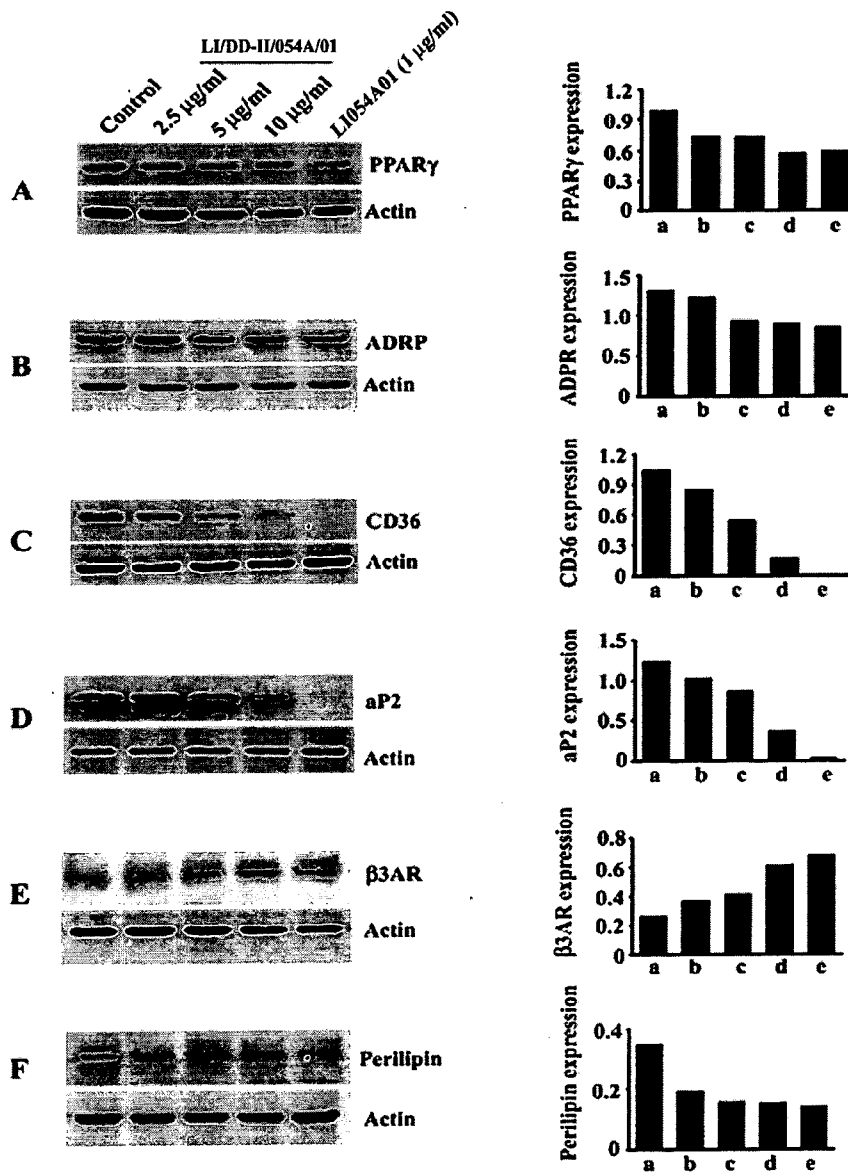 LI/DD-II/054A/01
Control
2.5 µg/ml
5 µg/ml
10 µg/ml
LI054A01 (1 µg/ml)
A
PPARγ
Actin
PPARγ expression
1.2
0.9
0.6
0.3
0
a b c d e
B
ADRP
Actin
ADPR expression
1.5
1.0
0.5
0
a b c d e
C
CD36
Actin
CD36 expression
1.2
0.9
0.6
0.3
0
a b c d e
D
aP2
Actin
aP2 expression
1.5
1.0
0.5
0
a b c d e
E
β3AR
Actin
β3AR expression
0.8
0.6
0.4
0.2
0
a b c d e
F
Perilipin
Actin
Perilipin expression
0.4
0.2
0
a b c d e